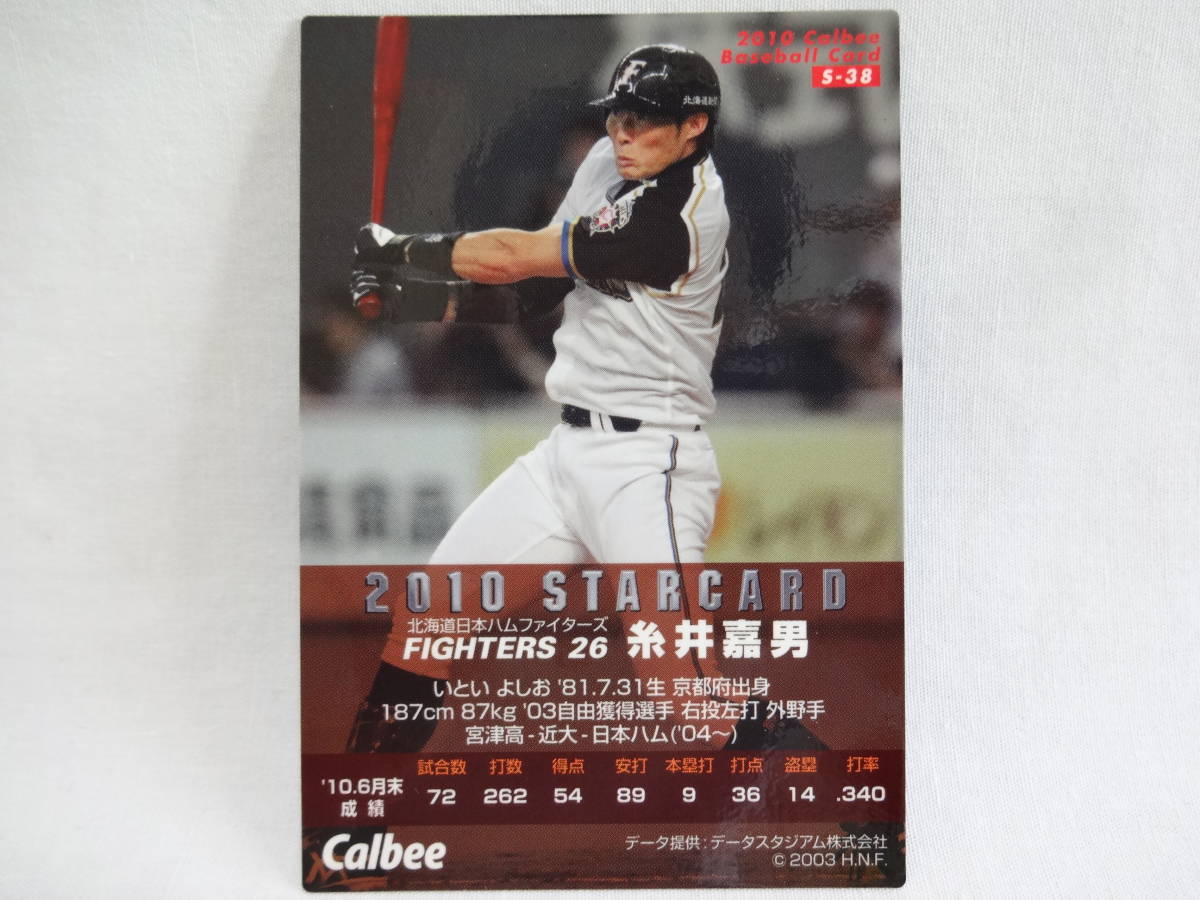 2010 Calbee
Baseball Card
S-38
F
2010 STARCARD
北海道日本ハムファイターズ
FIGHTERS 26 糸井嘉男
いとい よしお '81.7.31生 京都府出身
187cm 87kg '03自由獲得選手 右投左打 外野手
宮津高-近大-日本ハム('04〜)
試合数 打数 得点 安打 本塁打 打点 盗塁 打率
'10.6月末成績 72 262 54 89 9 36 14 .340
Calbee
データ提供:データスタジアム株式会社
© 2003 H.N.F.